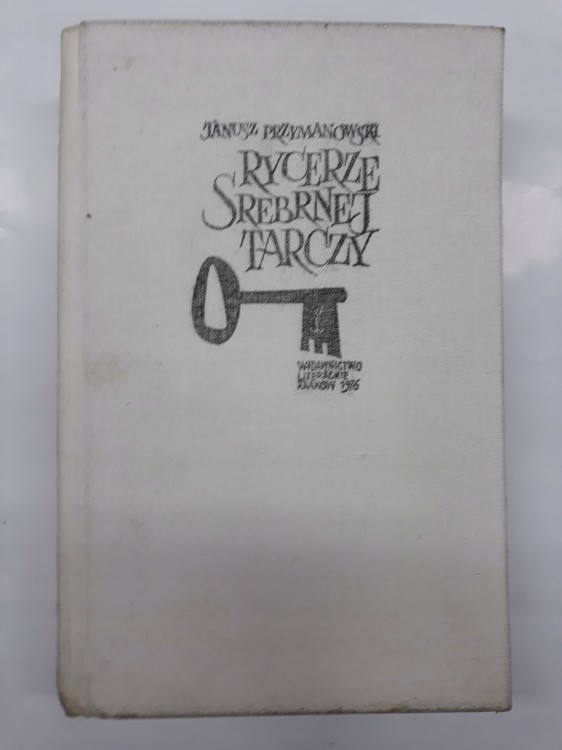 JANUSZ PRZYMANOWSKI
RYCERZE
SREBRNEJ
TARCZY
WYDAWNICTWO
LITERACKIE
KRAKÓW 1976